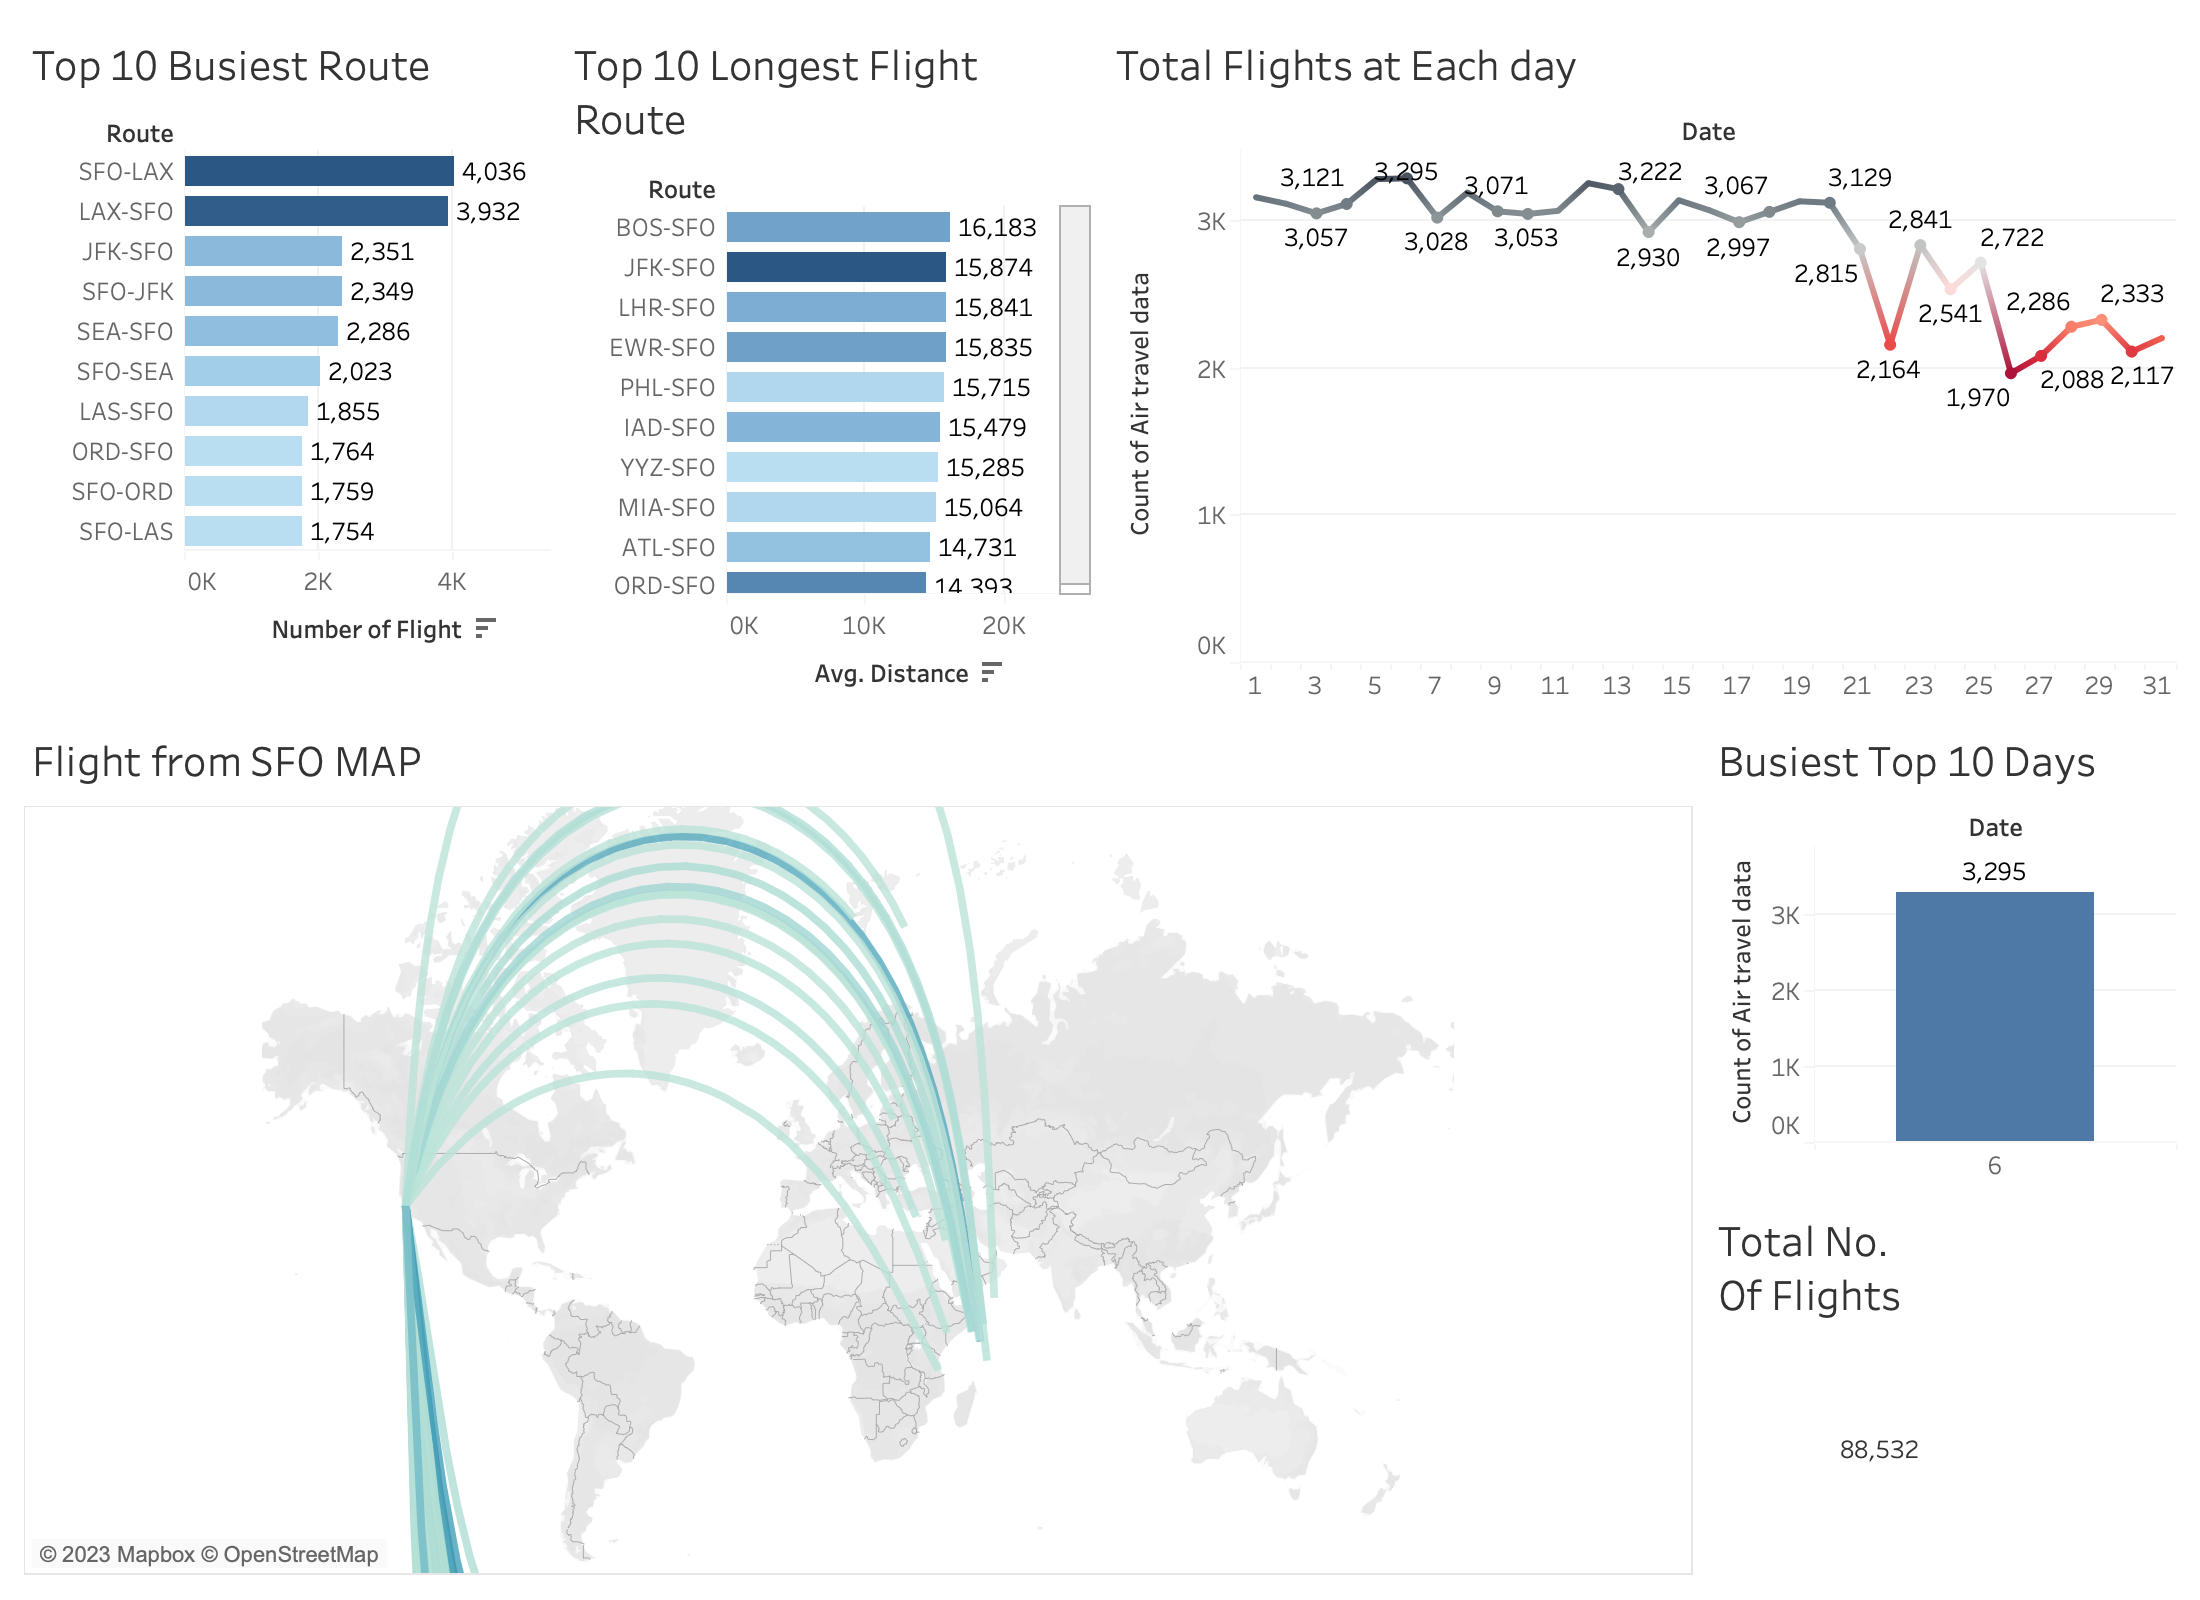 Top 10 Busiest Route
Route
SFO-LAX 4,036
LAX-SFO 3,932
JFK-SFO 2,351
SFO-JFK 2,349
SEA-SFO 2,286
SFO-SEA 2,023
LAS-SFO 1,855
ORD-SFO 1,764
SFO-ORD 1,759
SFO-LAS 1,754
0K 2K 4K
Number of Flight
Top 10 Longest Flight
Route
Route
BOS-SFO 16,183
JFK-SFO 15,874
LHR-SFO 15,841
EWR-SFO 15,835
PHL-SFO 15,715
IAD-SFO 15,479
YYZ-SFO 15,285
MIA-SFO 15,064
ATL-SFO 14,731
ORD-SFO 14,393
0K 10K 20K
Avg. Distance
Total Flights at Each day
Date
Count of Air travel data
3K
2K
1K
0K
3,121 3,295 3,071 3,222 3,067 3,129
3,057 3,028 3,053 2,930 2,997 2,815 2,841 2,722
2,164 2,541 2,286 2,333
1,970 2,088 2,117
1 3 5 7 9 11 13 15 17 19 21 23 25 27 29 31
Flight from SFO MAP
© 2023 Mapbox © OpenStreetMap
Busiest Top 10 Days
Date
Count of Air travel data
3,295
3K
2K
1K
0K
6
Total No.
Of Flights
88,532